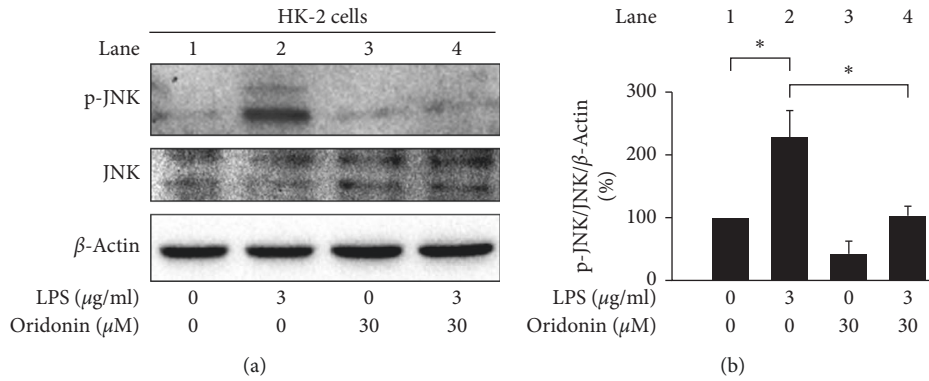 HK-2 cells
Lane 1 2 3 4
p-JNK
JNK
β-Actin
LPS (μg/ml) 0 3 0 3
Oridonin (μM) 0 0 30 30
(a)
Lane 1 2 3 4
*
*
p-JNK/JNK/β-Actin
(%)
300
200
100
0
LPS (μg/ml) 0 3 0 3
Oridonin (μM) 0 0 30 30
(b)